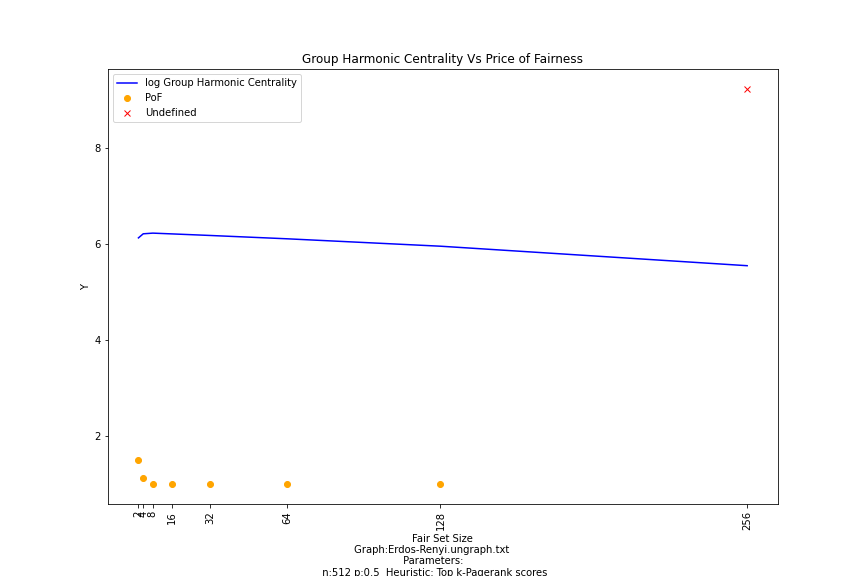 Group Harmonic Centrality Vs Price of Fairness
log Group Harmonic Centrality
PoF
Undefined
8
6
4
2
Y
2 4 8 16 32 64 128 256
Fair Set Size
Graph:Erdos-Renyi.ungraph.txt
Parameters:
n:512 p:0.5 Heuristic: Top k-Pagerank scores